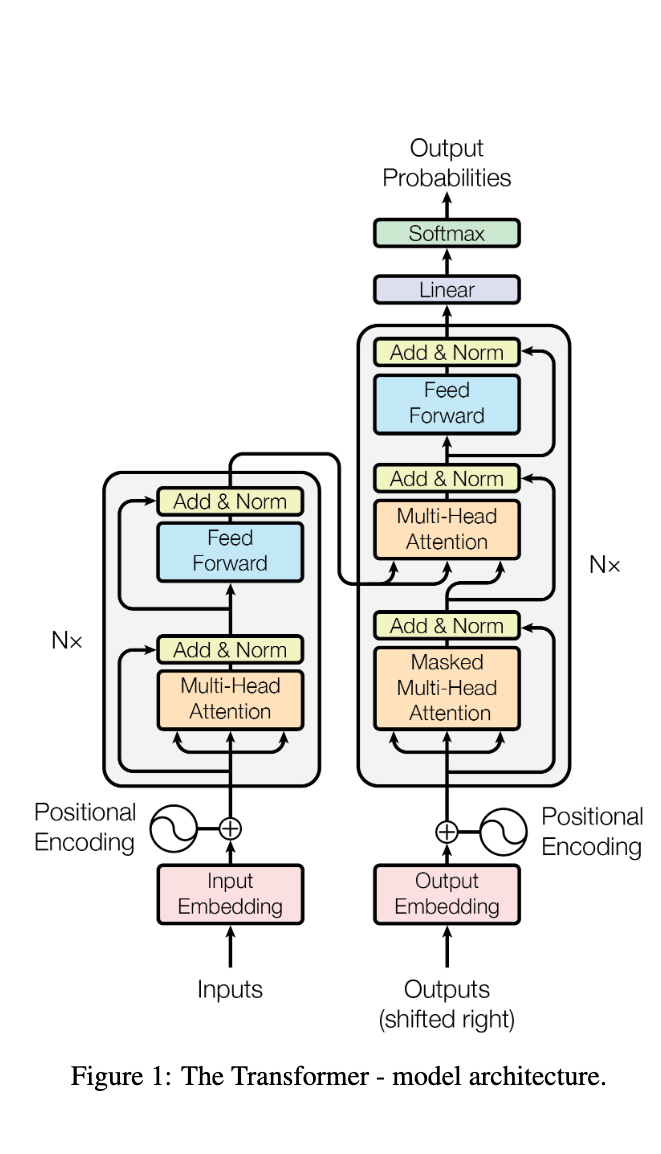 Output
Probabilities
Softmax
Linear
Add & Norm
Feed
Forward
Add & Norm
Multi-Head
Attention
Add & Norm
Masked
Multi-Head
Attention
N×
Add & Norm
Feed
Forward
Add & Norm
Multi-Head
Attention
N×
Positional
Encoding
Positional
Encoding
Input
Embedding
Output
Embedding
Inputs
Outputs
(shifted right)
Figure 1: The Transformer - model architecture.